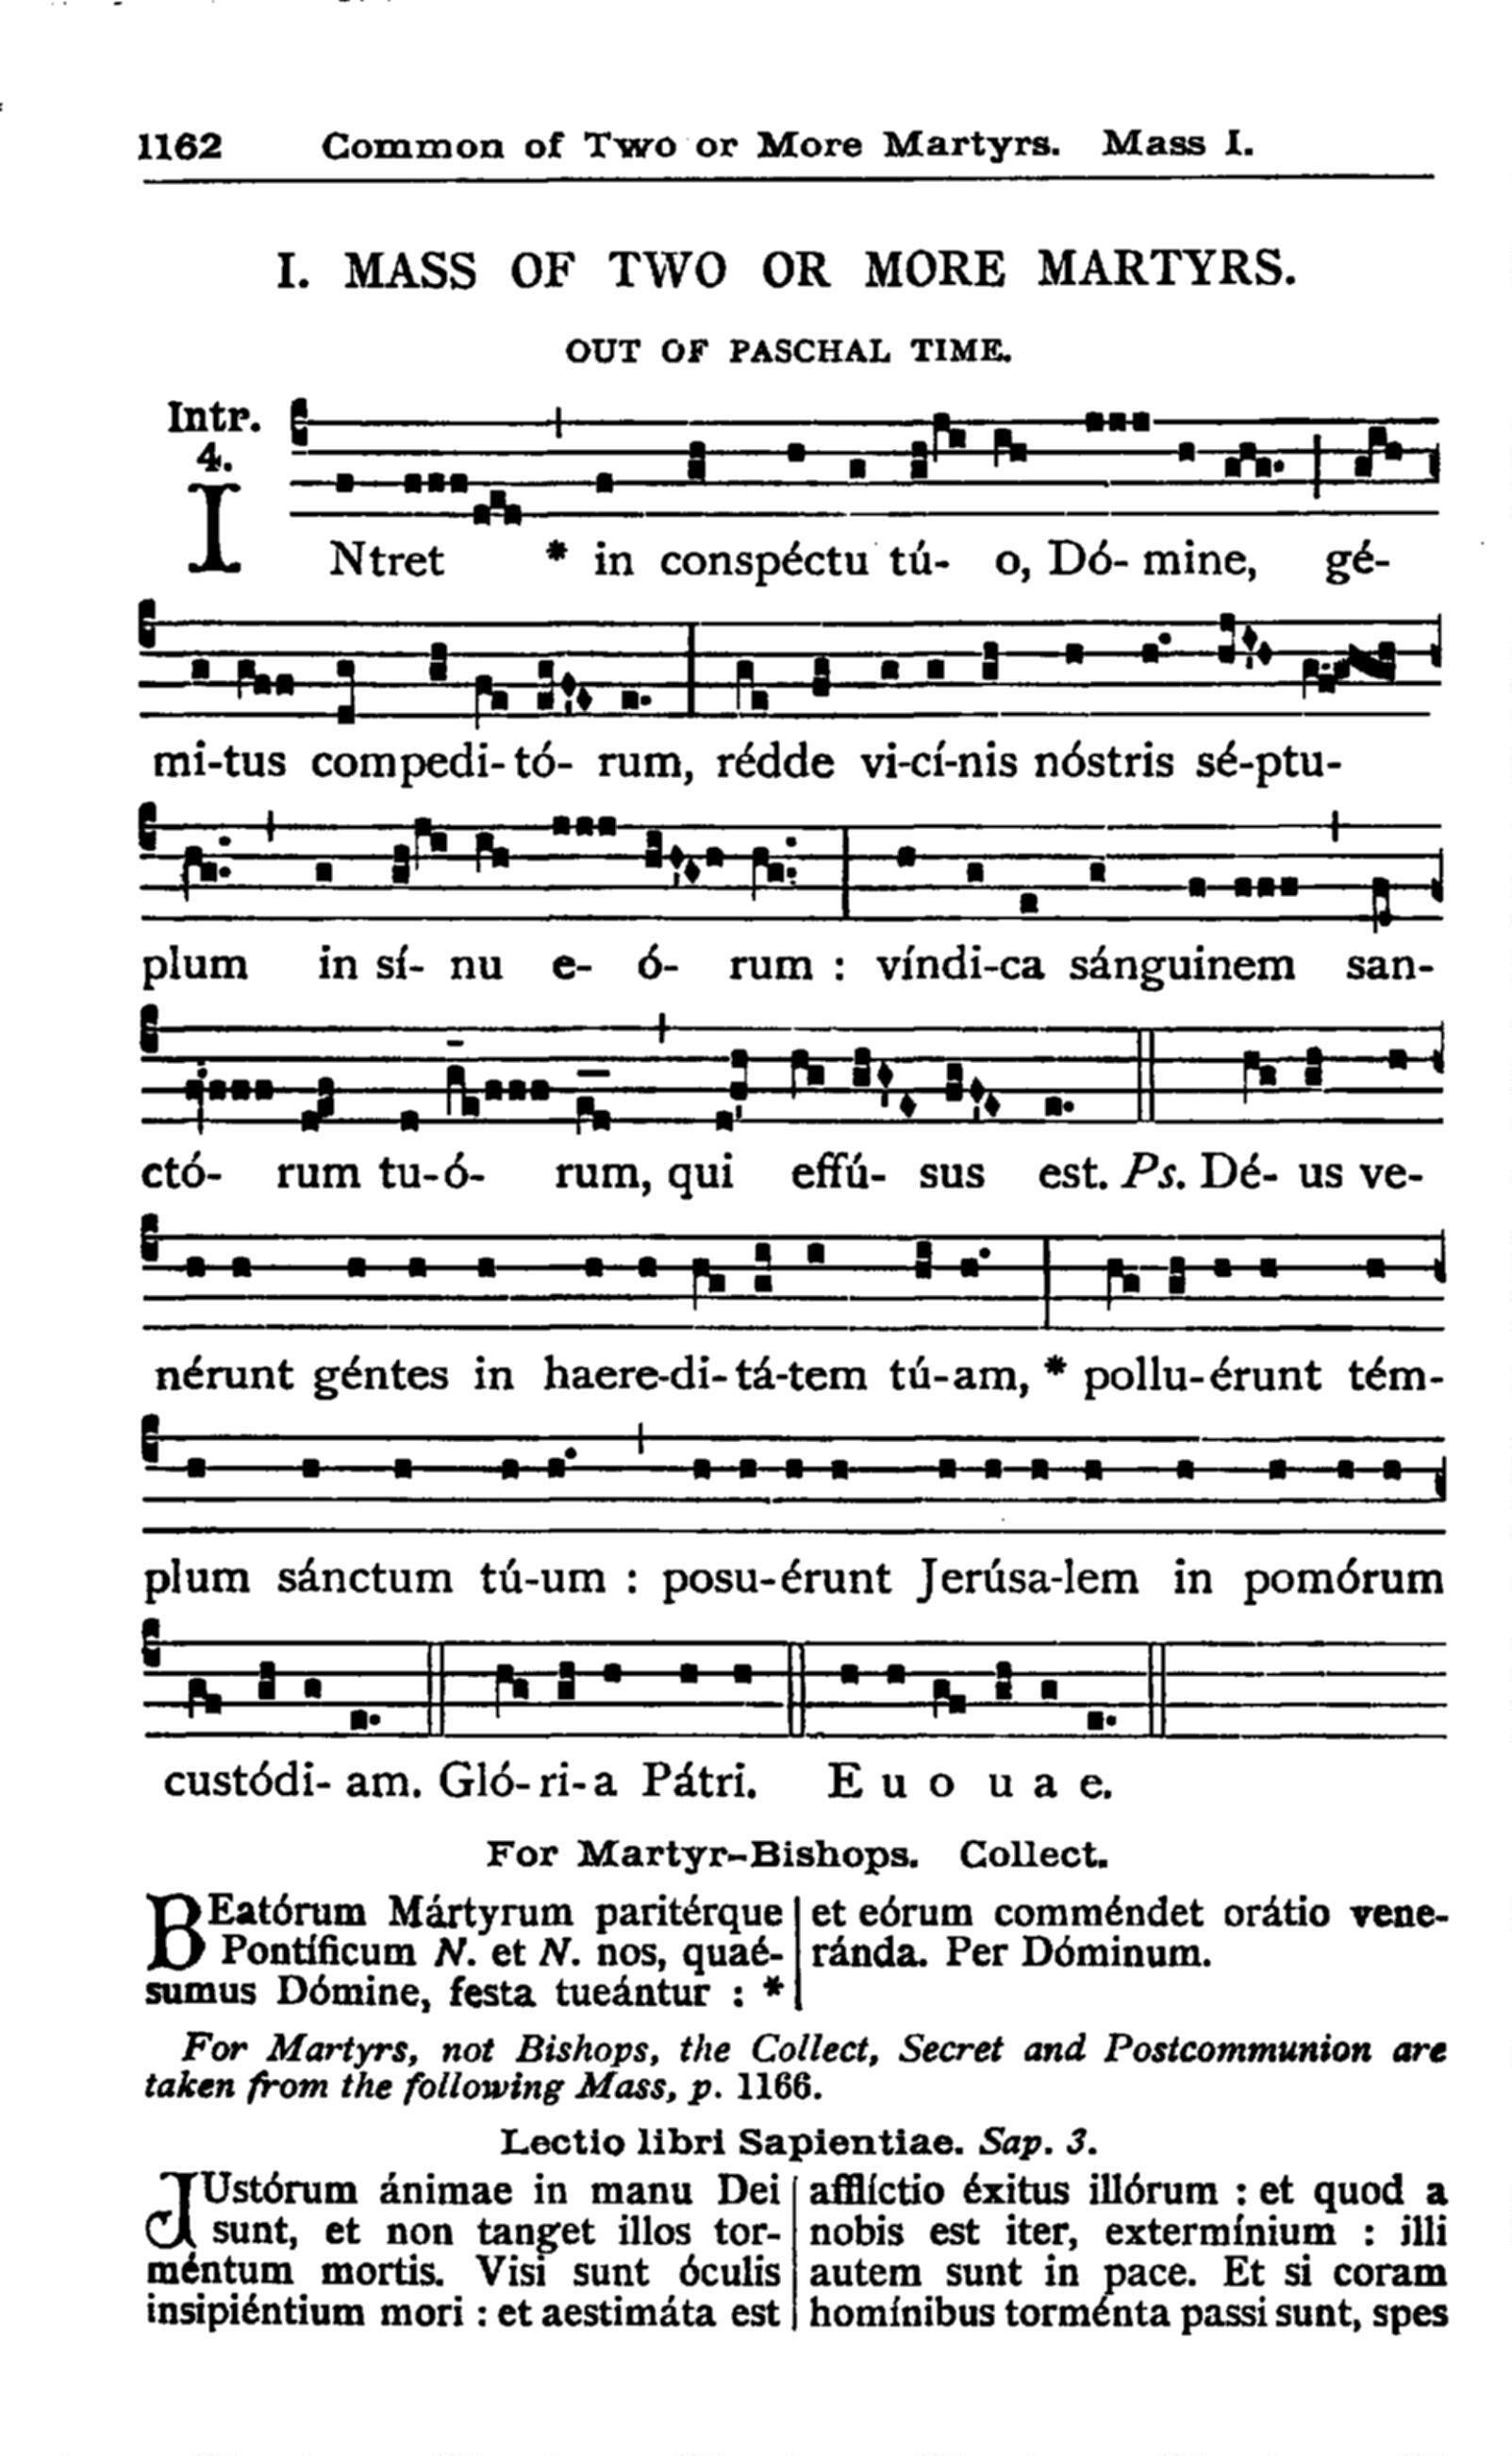 1162 Common of Two or More Martyrs. Mass I.
I. MASS OF TWO OR MORE MARTYRS.
OUT OF PASCHAL TIME.
Intr.
4.
INtret * in conspéctu tú- o, Dó- mine, gé-
mi-tus compedi-tó- rum, rédde vi-cí-nis nóstris sé-ptu-
plum in sí- nu e- ó- rum : víndi-ca sánguinem san-
ctó- rum tu-ó- rum, qui effú- sus est. Ps. Dé- us ve-
nérunt géntes in haere-di-tá-tem tú-am, * pollu-érunt tém-
plum sánctum tú-um : posu-érunt Jerúsa-lem in pomórum
custódi- am. Gló-ri-a Pátri. E u o u a e.
For Martyr-Bishops. Collect.
BEatórum Mártyrum paritérque
Pontíficum N. et N. nos, quaé-
sumus Dómine, festa tueántur : *
et eórum comméndet orátio vene-
ránda. Per Dóminum.
For Martyrs, not Bishops, the Collect, Secret and Postcommunion are
taken from the following Mass, p. 1166.
Lectio libri Sapientiae. Sap. 3.
JUstórum ánimae in manu Dei
sunt, et non tanget illos tor-
méntum mortis. Visi sunt óculis
insipiéntium mori : et aestimáta est
afflíctio éxitus illórum : et quod a
nobis est iter, extermínium : illi
autem sunt in pace. Et si coram
homínibus torménta passi sunt, spes